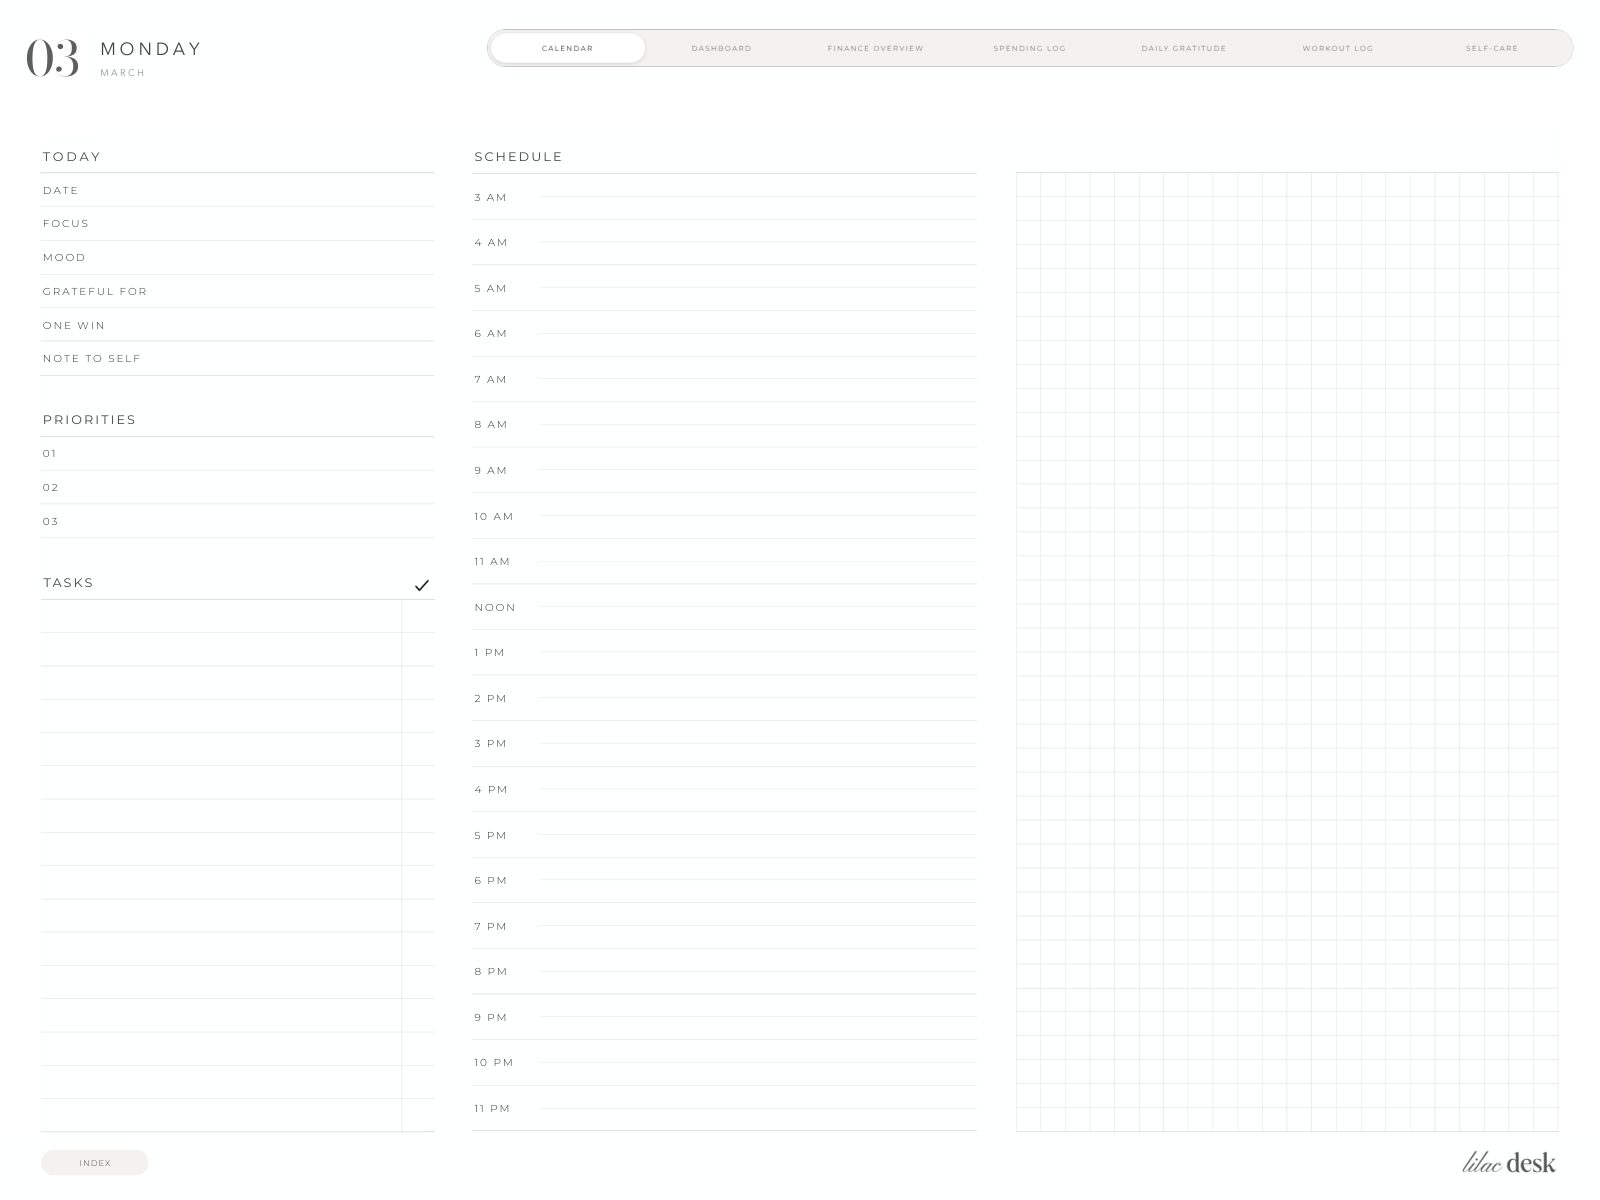 03 MONDAY
MARCH
CALENDAR DASHBOARD FINANCE OVERVIEW SPENDING LOG DAILY GRATITUDE WORKOUT LOG SELF-CARE
TODAY
DATE
FOCUS
MOOD
GRATEFUL FOR
ONE WIN
NOTE TO SELF
PRIORITIES
01
02
03
TASKS
SCHEDULE
3 AM
4 AM
5 AM
6 AM
7 AM
8 AM
9 AM
10 AM
11 AM
NOON
1 PM
2 PM
3 PM
4 PM
5 PM
6 PM
7 PM
8 PM
9 PM
10 PM
11 PM
INDEX
lilac desk